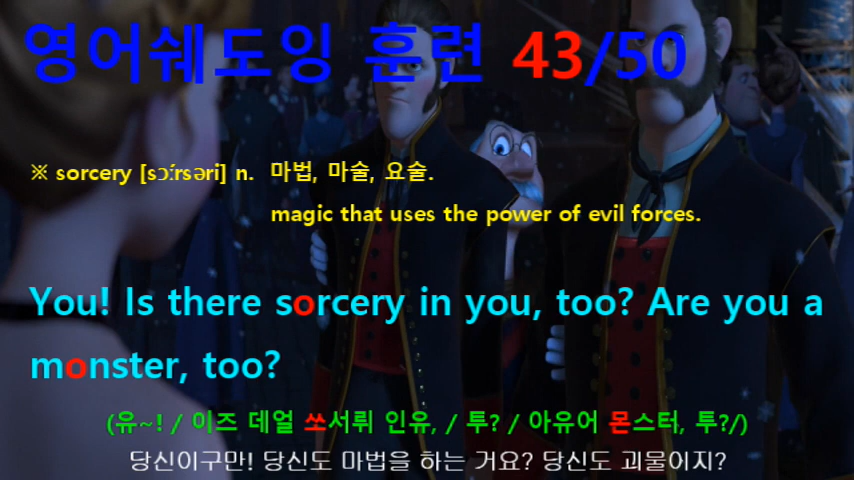 영어쉐도잉 훈련 43/50
※ sorcery [sɔ́ːrsəri] n. 마법, 마술, 요술.
magic that uses the power of evil forces.
You! Is there sorcery in you, too? Are you a
monster, too?
(유~! / 이즈 데얼 쏘서뤼 인유, / 투? / 아유어 몬스터, 투?/)
당신이구만! 당신도 마법을 하는 거요? 당신도 괴물이지?